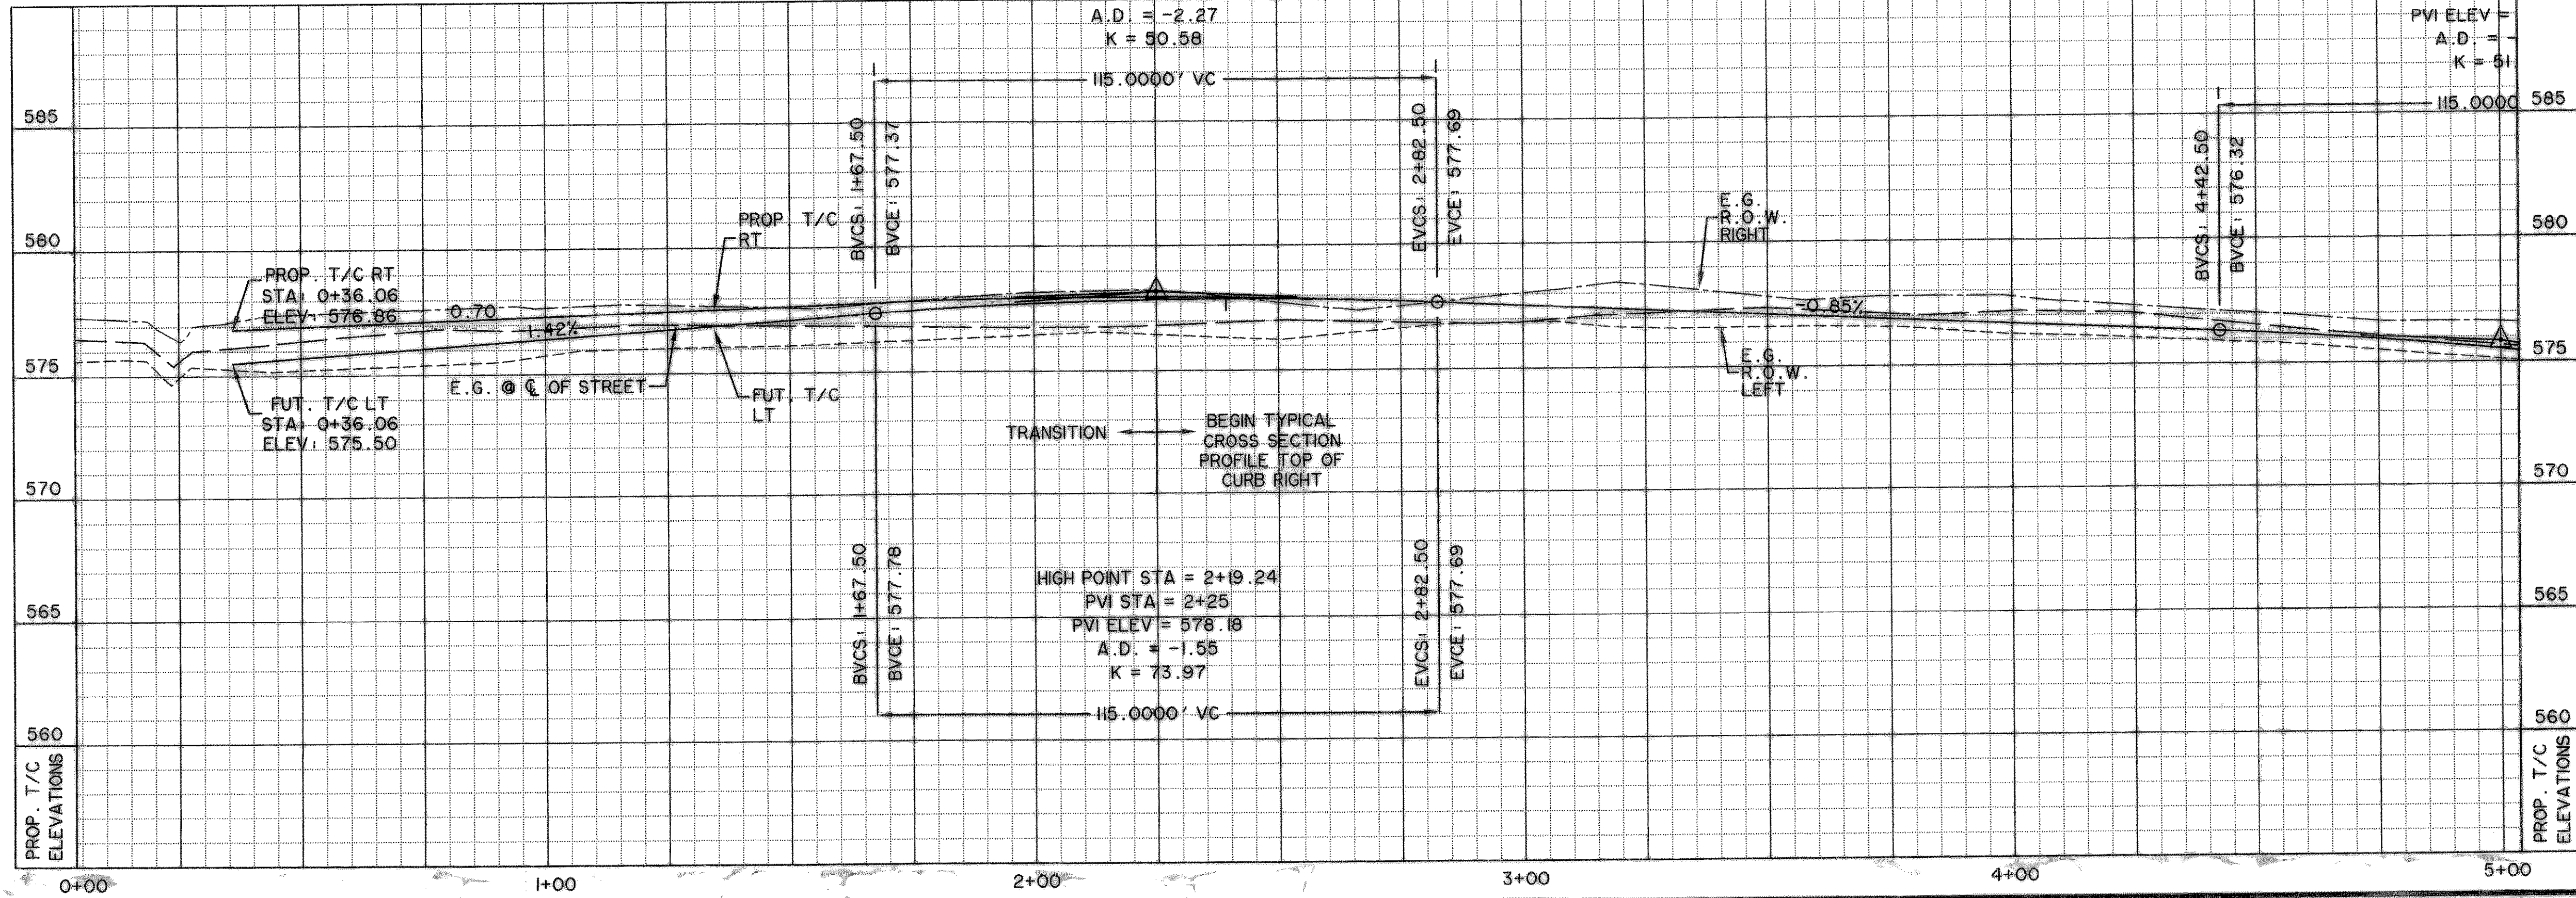 A.D. = -2.27
K = 50.58
115.0000' VC
BVCS: 1+67.50
BVCE: 577.37
EVCS: 2+82.50
EVCE: 577.69
PVI ELEV =
A.D. = -
K = 51
115.0000
BVCS: 4+42.50
BVCE: 576.32
585
580
575
570
565
560
585
580
575
570
565
560
PROP. T/C RT
STA: 0+36.06
ELEV: 576.86
0.70
1.42%
PROP. T/C
RT
E.G.
R.O.W.
RIGHT
-0.85%
E.G.
R.O.W.
LEFT
FUT. T/C LT
STA: 0+36.06
ELEV: 575.50
E.G. @ ℄ OF STREET
FUT. T/C
LT
TRANSITION
BEGIN TYPICAL
CROSS SECTION
PROFILE TOP OF
CURB RIGHT
BVCS: 1+67.50
BVCE: 577.78
HIGH POINT STA = 2+19.24
PVI STA = 2+25
PVI ELEV = 578.18
A.D. = -1.55
K = 73.97
115.0000' VC
EVCS: 2+82.50
EVCE: 577.69
PROP. T/C
ELEVATIONS
PROP. T/C
ELEVATIONS
0+00
1+00
2+00
3+00
4+00
5+00